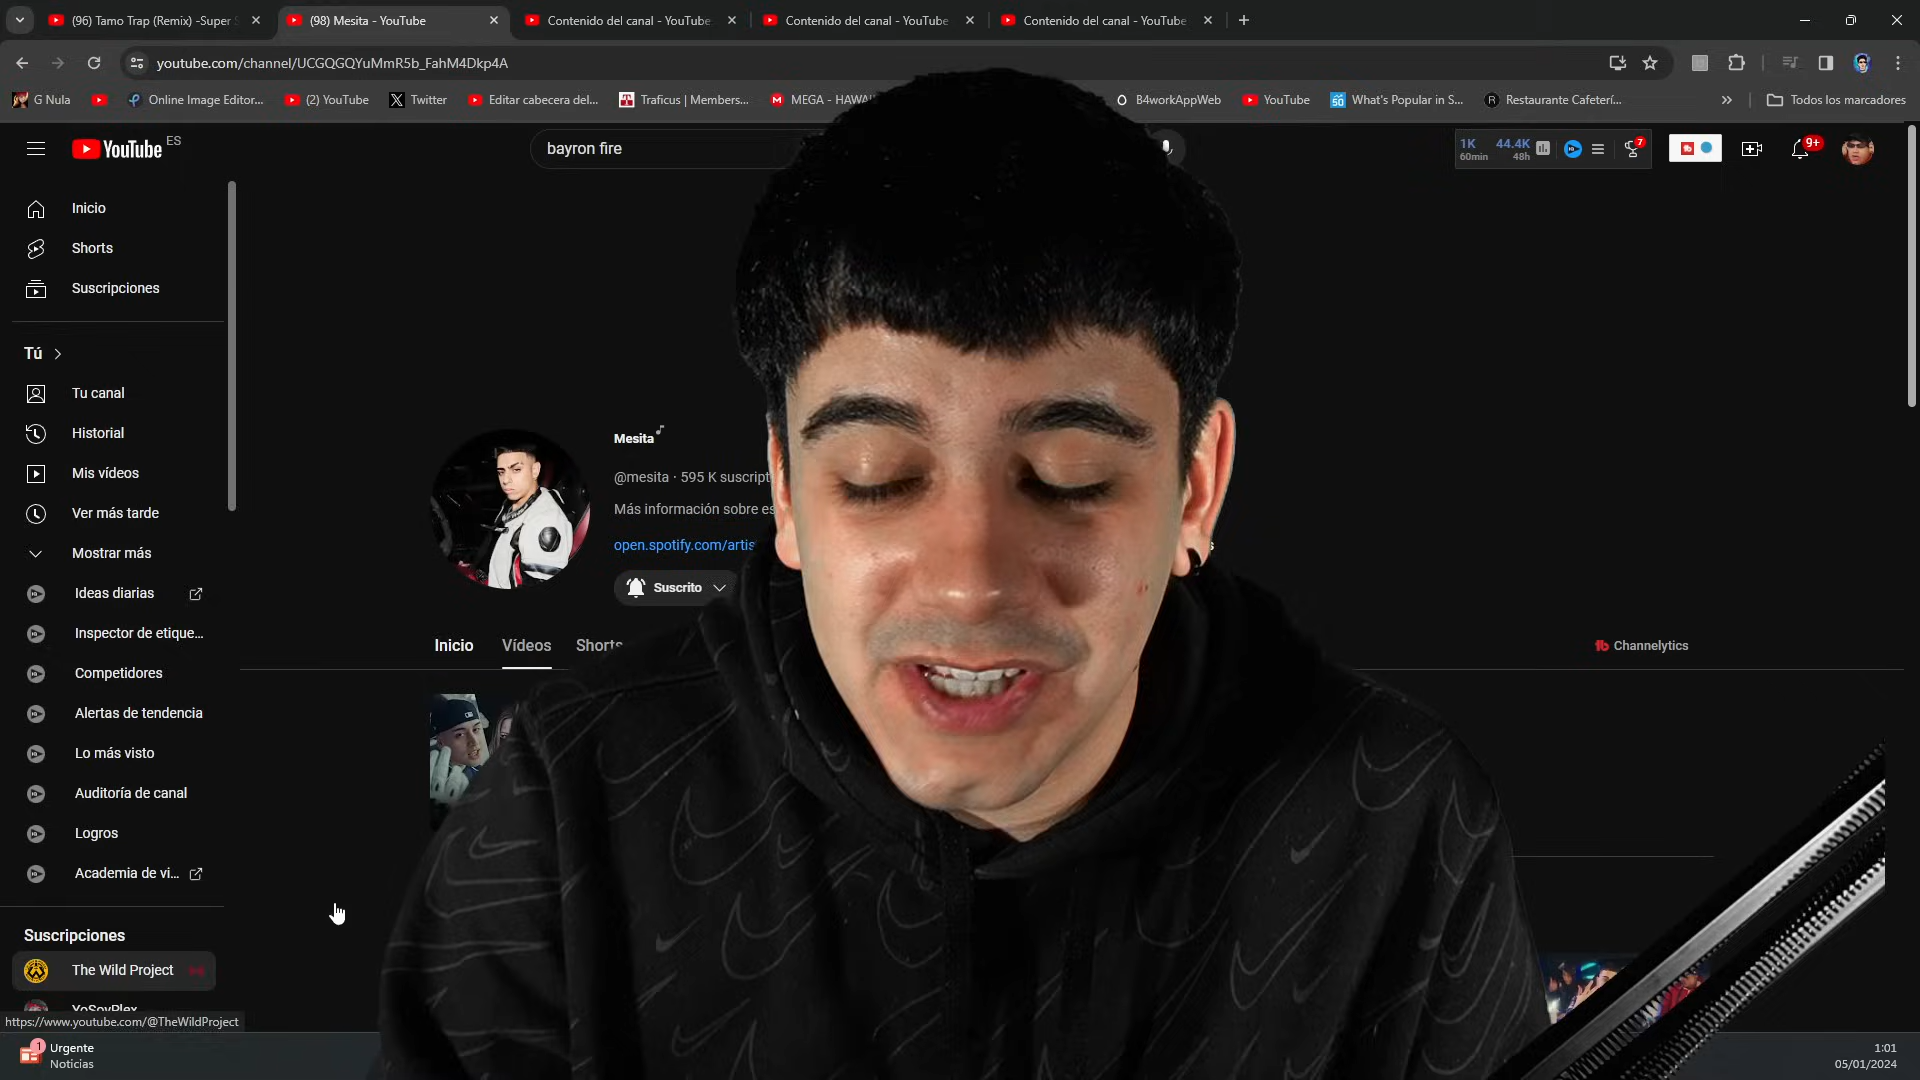 (96) Tamo Trap (Remix) -Super
(98) Mesita - YouTube
Contenido del canal - YouTube
Contenido del canal - YouTube
Contenido del canal - YouTube
youtube.com/channel/UCGQGQYuMmR5b_FahM4Dkp4A
G Nula
Online Image Editor...
(2) YouTube
Twitter
Editar cabecera del...
Traficus | Members...
MEGA - HAWA
B4workAppWeb
YouTube
What's Popular in S...
Restaurante Cafeterí...
Todos los marcadores
YouTube ES
bayron fire
1K 44.4K
60min 48h
7
9+
Inicio
Shorts
Suscripciones
Tú
Tu canal
Historial
Mis vídeos
Ver más tarde
Mostrar más
Ideas diarias
Inspector de etique...
Competidores
Alertas de tendencia
Lo más visto
Auditoría de canal
Logros
Academia de vi...
Suscripciones
The Wild Project
YoSoyPlex
https://www.youtube.com/@TheWildProject
Mesita
@mesita · 595 K suscript
Más información sobre es
open.spotify.com/artis
s
Suscrito
Inicio
Vídeos
Shorts
Channelytics
1
Urgente
Noticias
1:01
05/01/2024